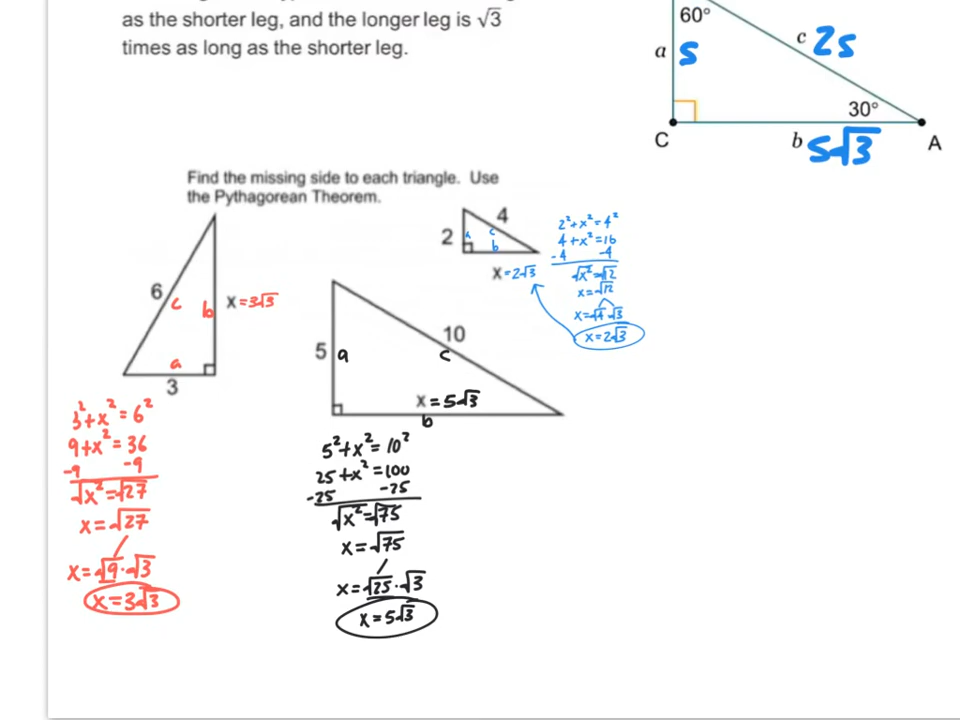 as the shorter leg, and the longer leg is √3
times as long as the shorter leg.
60°
a s
c 2s
30°
C
b s√3
A
Find the missing side to each triangle. Use
the Pythagorean Theorem.
6
c
b
x = 3√3
a
3
3² + x² = 6²
9 + x² = 36
-9 -9
√x² = √27
x = √27
x = √9 · √3
x = 3√3
2
4
a
c
b
x = 2√3
2² + x² = 4²
4 + x² = 16
-4 -4
√x² = √12
x = √12
x = √4 · √3
x = 2√3
5 a
10
c
x = 5√3
b
5² + x² = 10²
25 + x² = 100
-25 -25
√x² = √75
x = √75
x = √25 · √3
x = 5√3